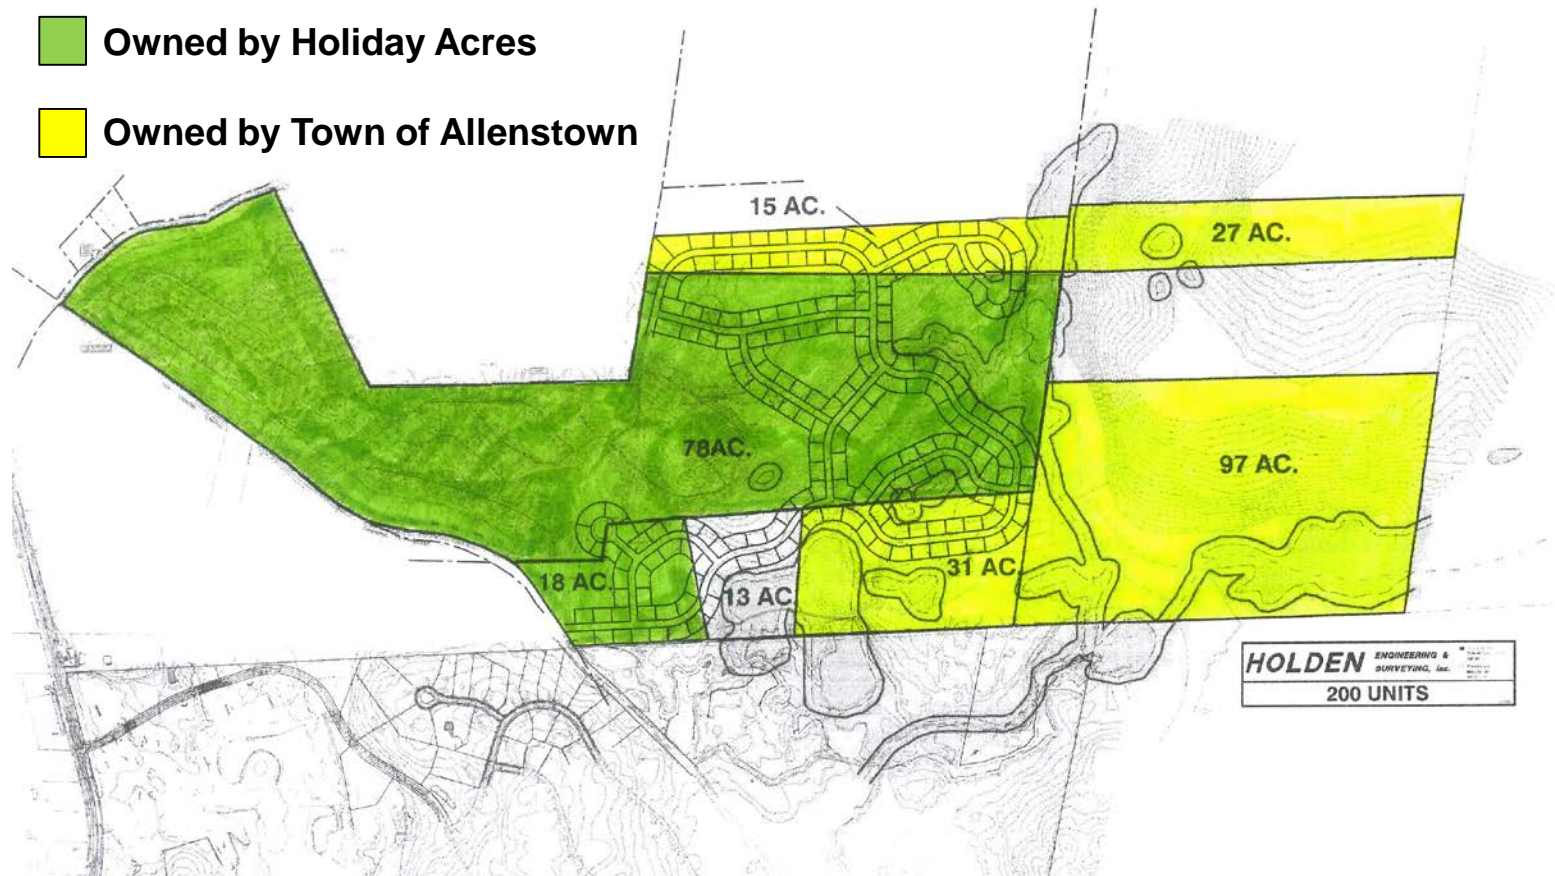 Owned by Holiday Acres
Owned by Town of Allenstown
15 AC.
27 AC.
78AC.
97 AC.
18 AC.
13 AC.
31 AC.
HOLDEN ENGINEERING &
SURVEYING, inc.
200 UNITS